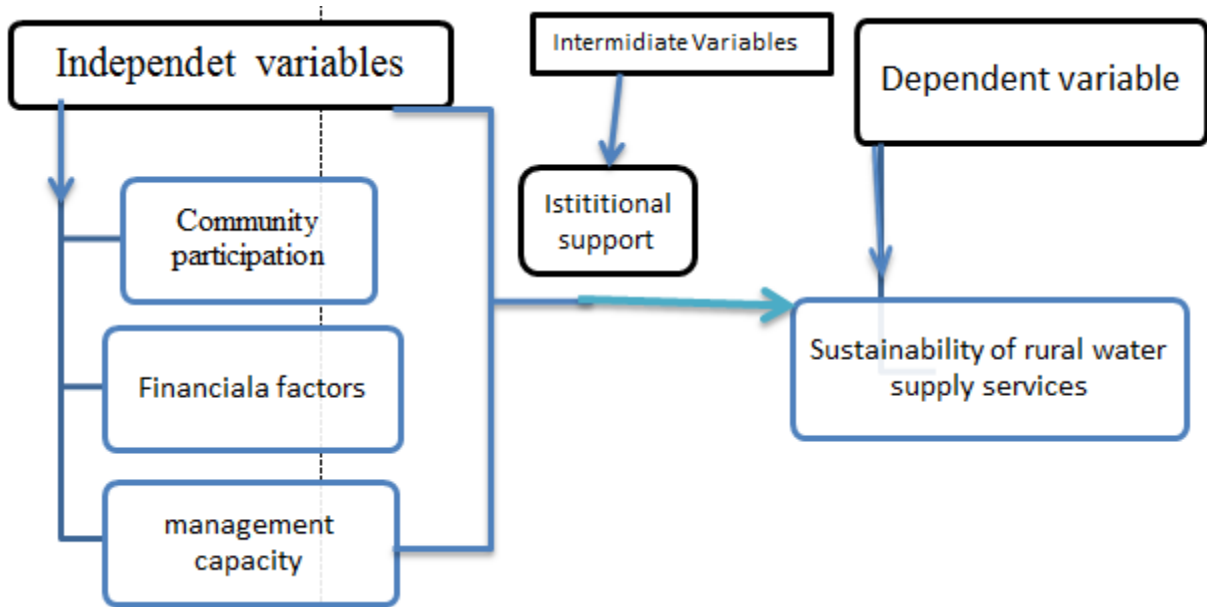 Independet variables
Community
participation
Financiala factors
management
capacity
Intermidiate Variables
Istititional
support
Dependent variable
Sustainability of rural water
supply services